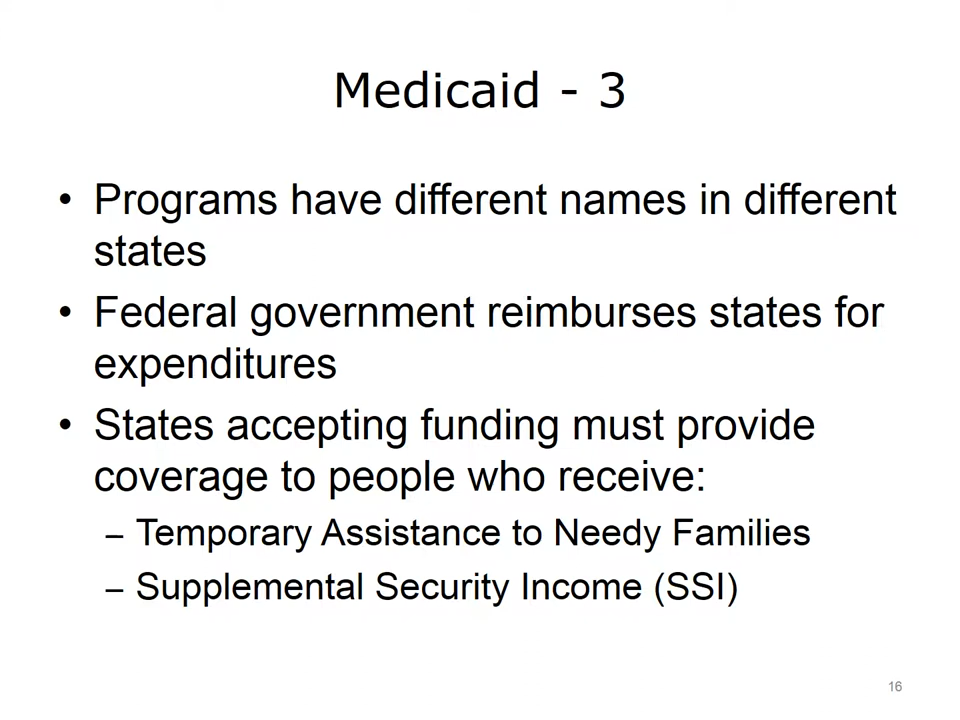 Medicaid - 3
• Programs have different names in different
states
• Federal government reimburses states for
expenditures
• States accepting funding must provide
coverage to people who receive:
– Temporary Assistance to Needy Families
– Supplemental Security Income (SSI)
16